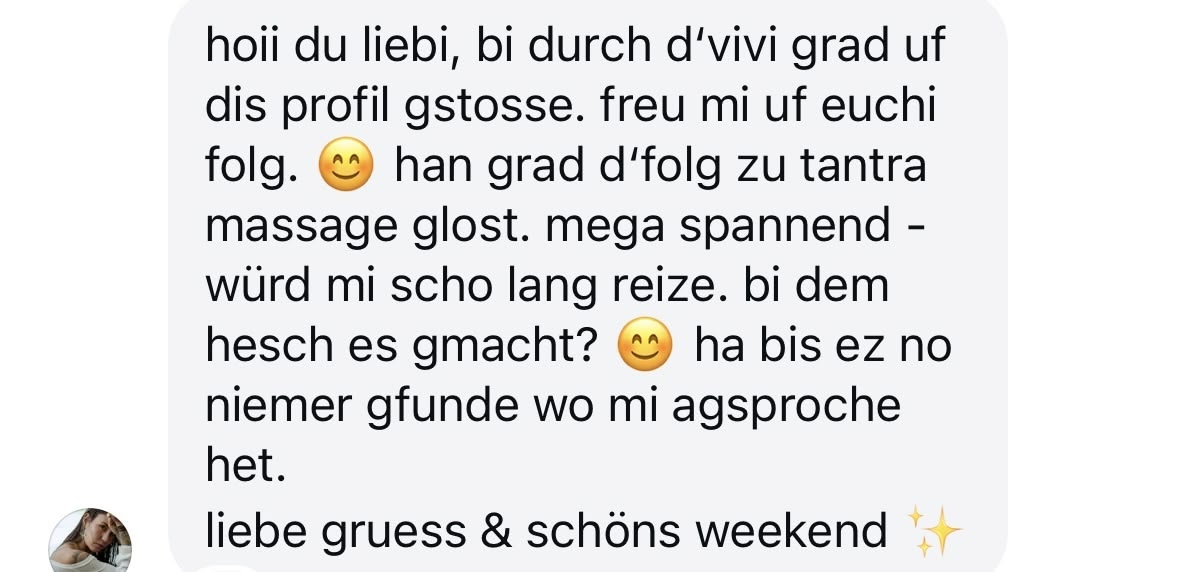 hoii du liebi, bi durch d‘vivi grad uf
dis profil gstosse. freu mi uf euchi
folg. 😊 han grad d‘folg zu tantra
massage glost. mega spannend -
würd mi scho lang reize. bi dem
hesch es gmacht? 😊 ha bis ez no
niemer gfunde wo mi agsproche
het.
liebe gruess & schöns weekend ✨